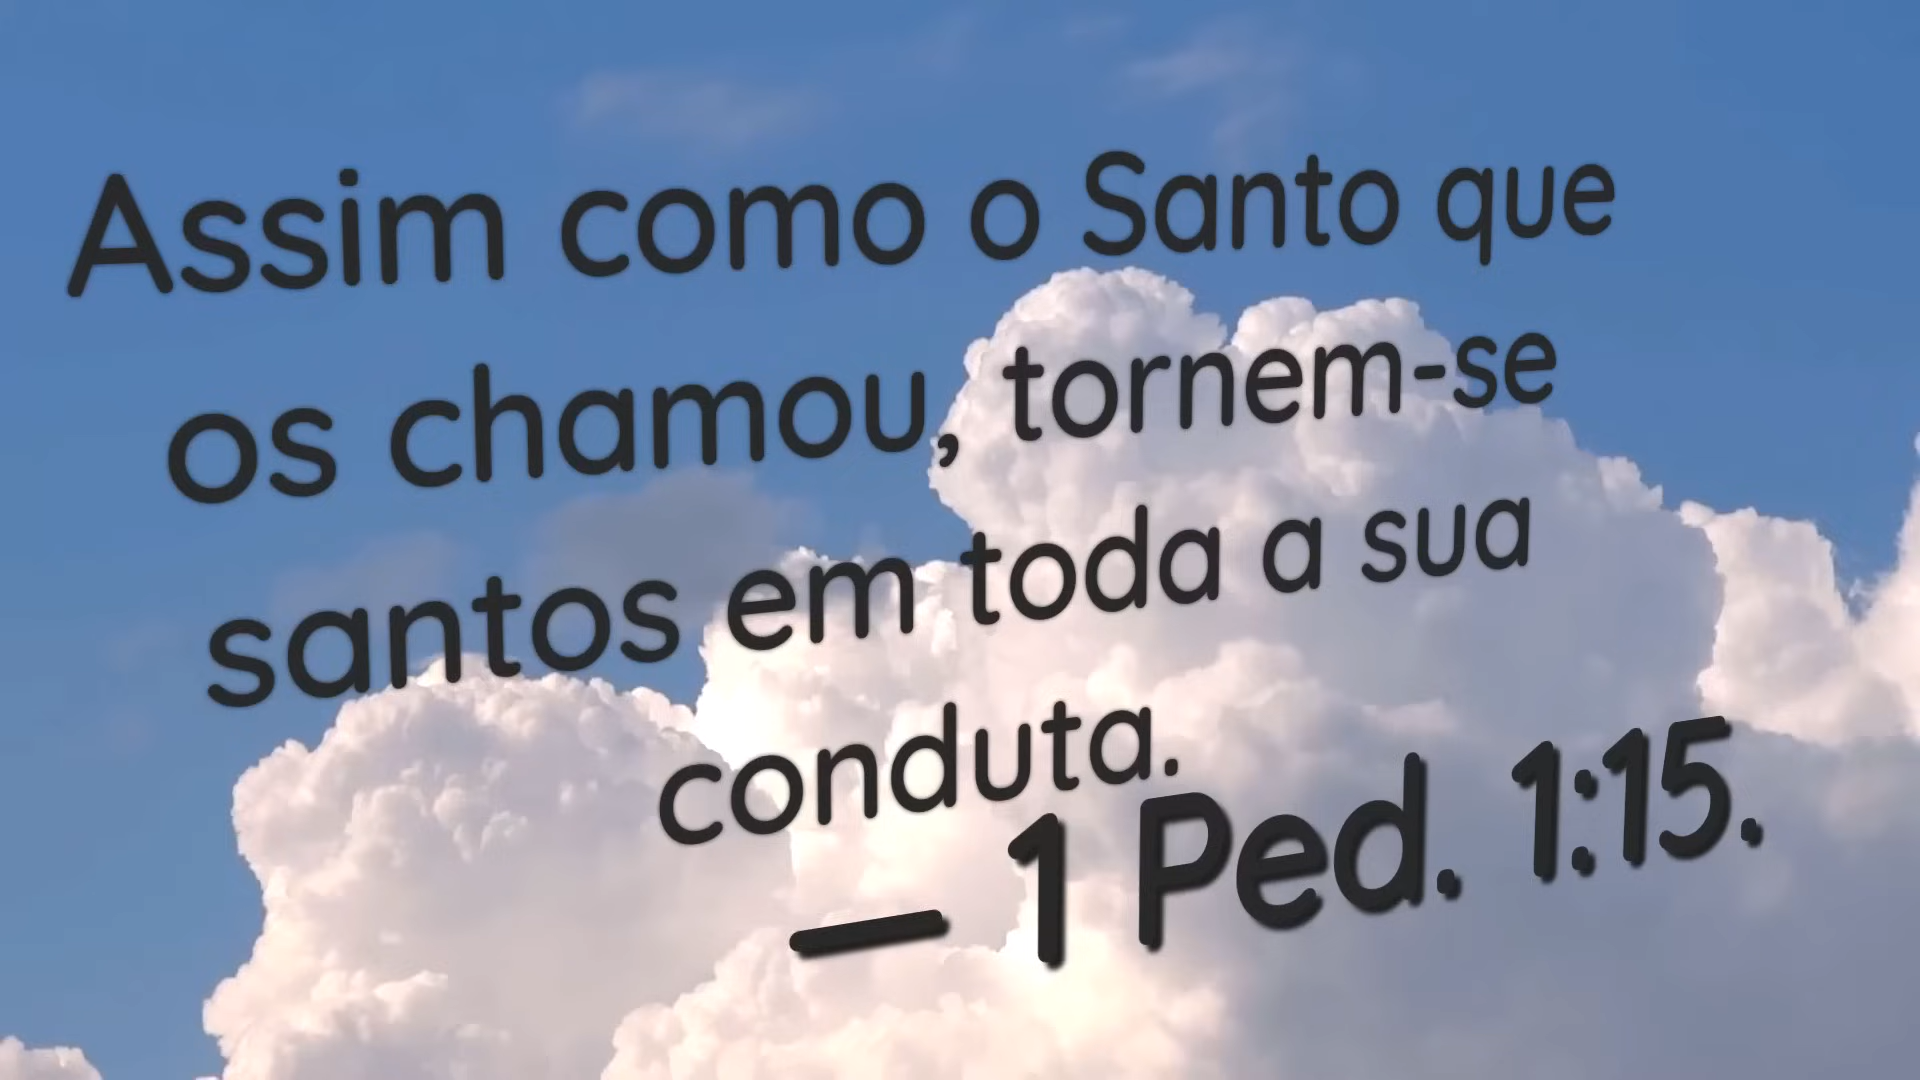 Assim como o Santo que
os chamou, tornem-se
santos em toda a sua
conduta.
— 1 Ped. 1:15.